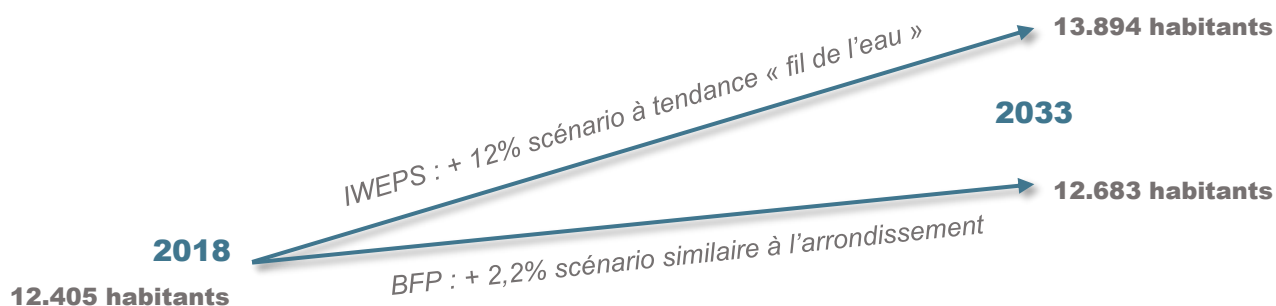 13.894 habitants
IWEPS : + 12% scénario à tendance « fil de l’eau »
2033
12.683 habitants
2018
BFP : + 2,2% scénario similaire à l’arrondissement
12.405 habitants